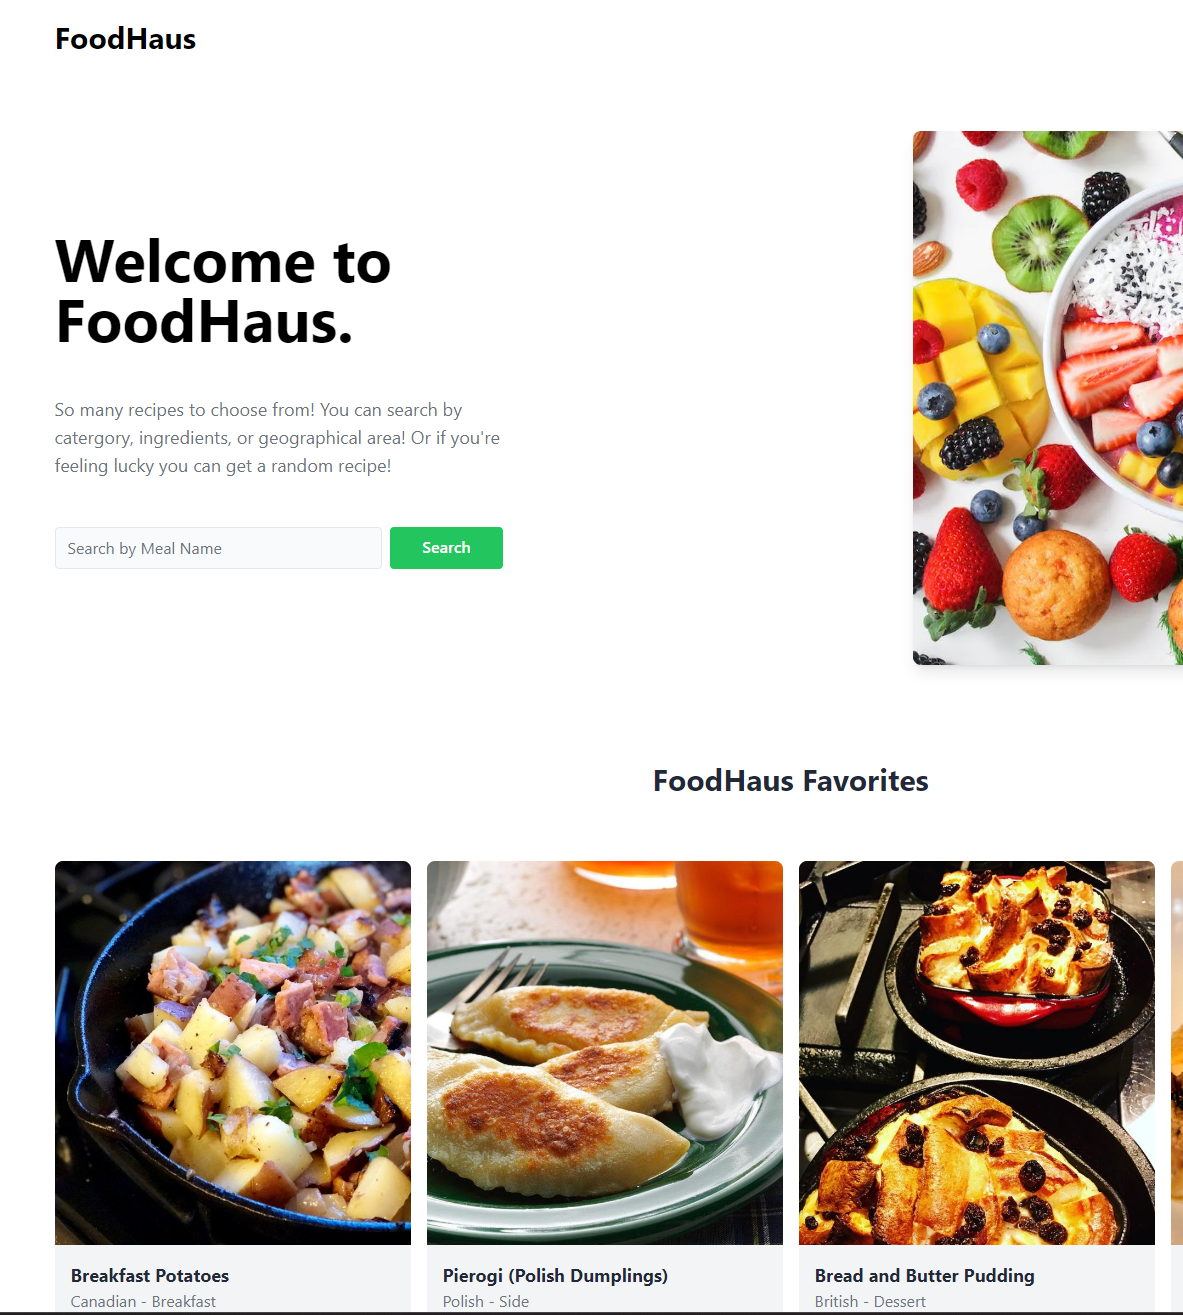 FoodHaus
Welcome to
FoodHaus.
So many recipes to choose from! You can search by
catergory, ingredients, or geographical area! Or if you're
feeling lucky you can get a random recipe!
Search by Meal Name
Search
FoodHaus Favorites
Breakfast Potatoes
Canadian - Breakfast
Pierogi (Polish Dumplings)
Polish - Side
Bread and Butter Pudding
British - Dessert